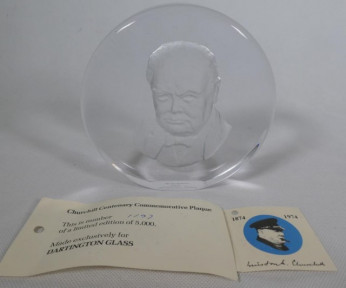 Churchill Centenary Commemorative Plaque
This is number
of a limited edition of 5,000,
Made exclusively for
DARTINGTON GLASS
1874 1974